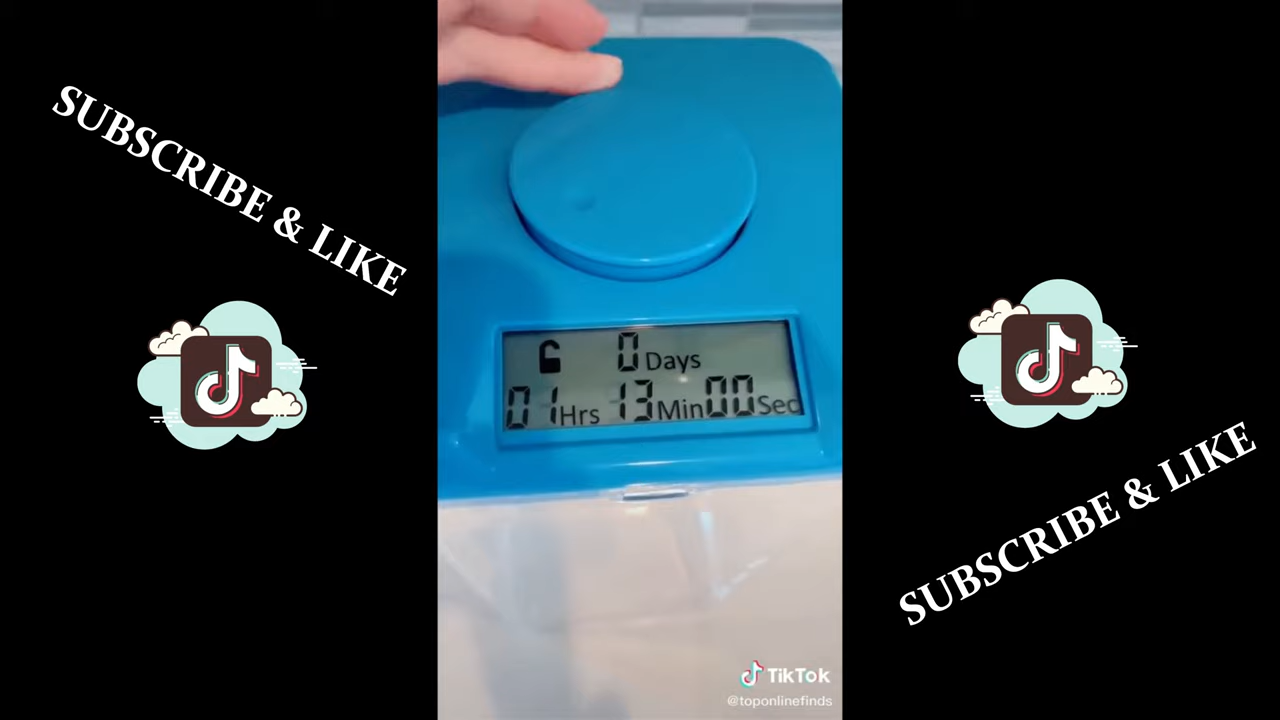 SUBSCRIBE & LIKE
0 Days
01 Hrs 13 Min 00 Sec
SUBSCRIBE & LIKE
TikTok
@toponlinefinds